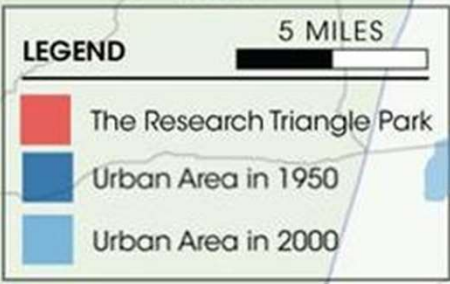 5 MILES
LEGEND
The Research Triangle Park
Urban Area in 1950
Urban Area in 2000